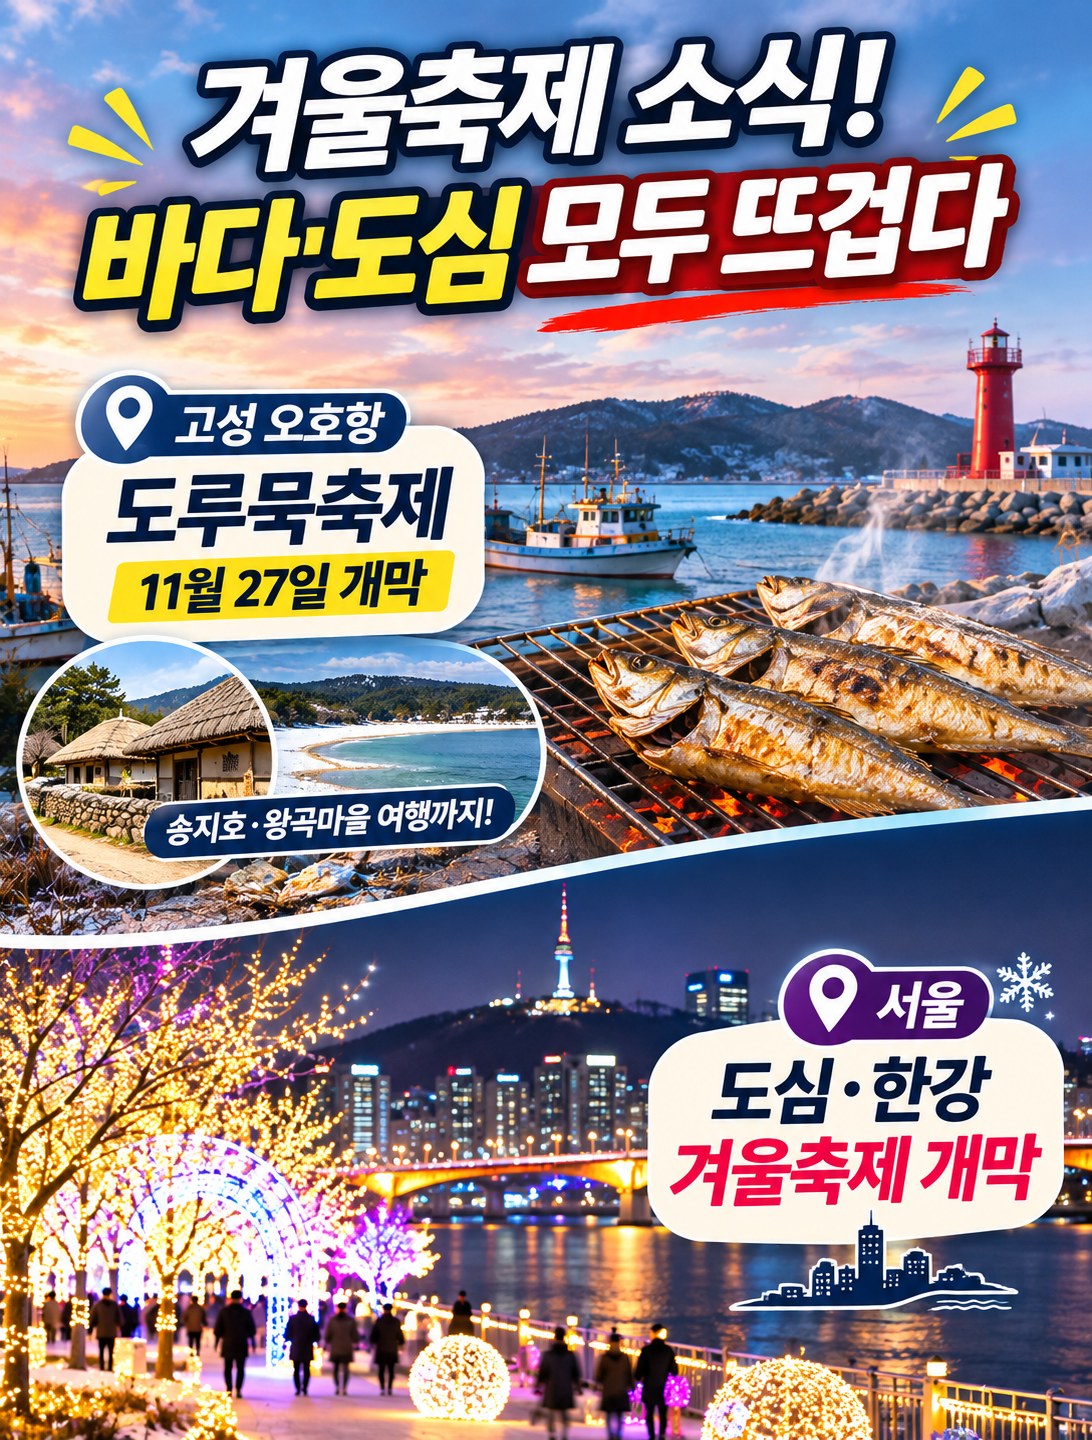 겨울축제 소식!
바다·도심 모두 뜨겁다
고성 오호항
도루묵축제
11월 27일 개막
송지호·왕곡마을 여행까지!
서울
도심·한강
겨울축제 개막